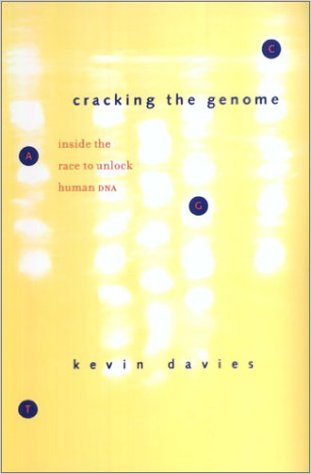 C
cracking the genome
inside the
race to unlock
human DNA
A
G
kevin davies
T